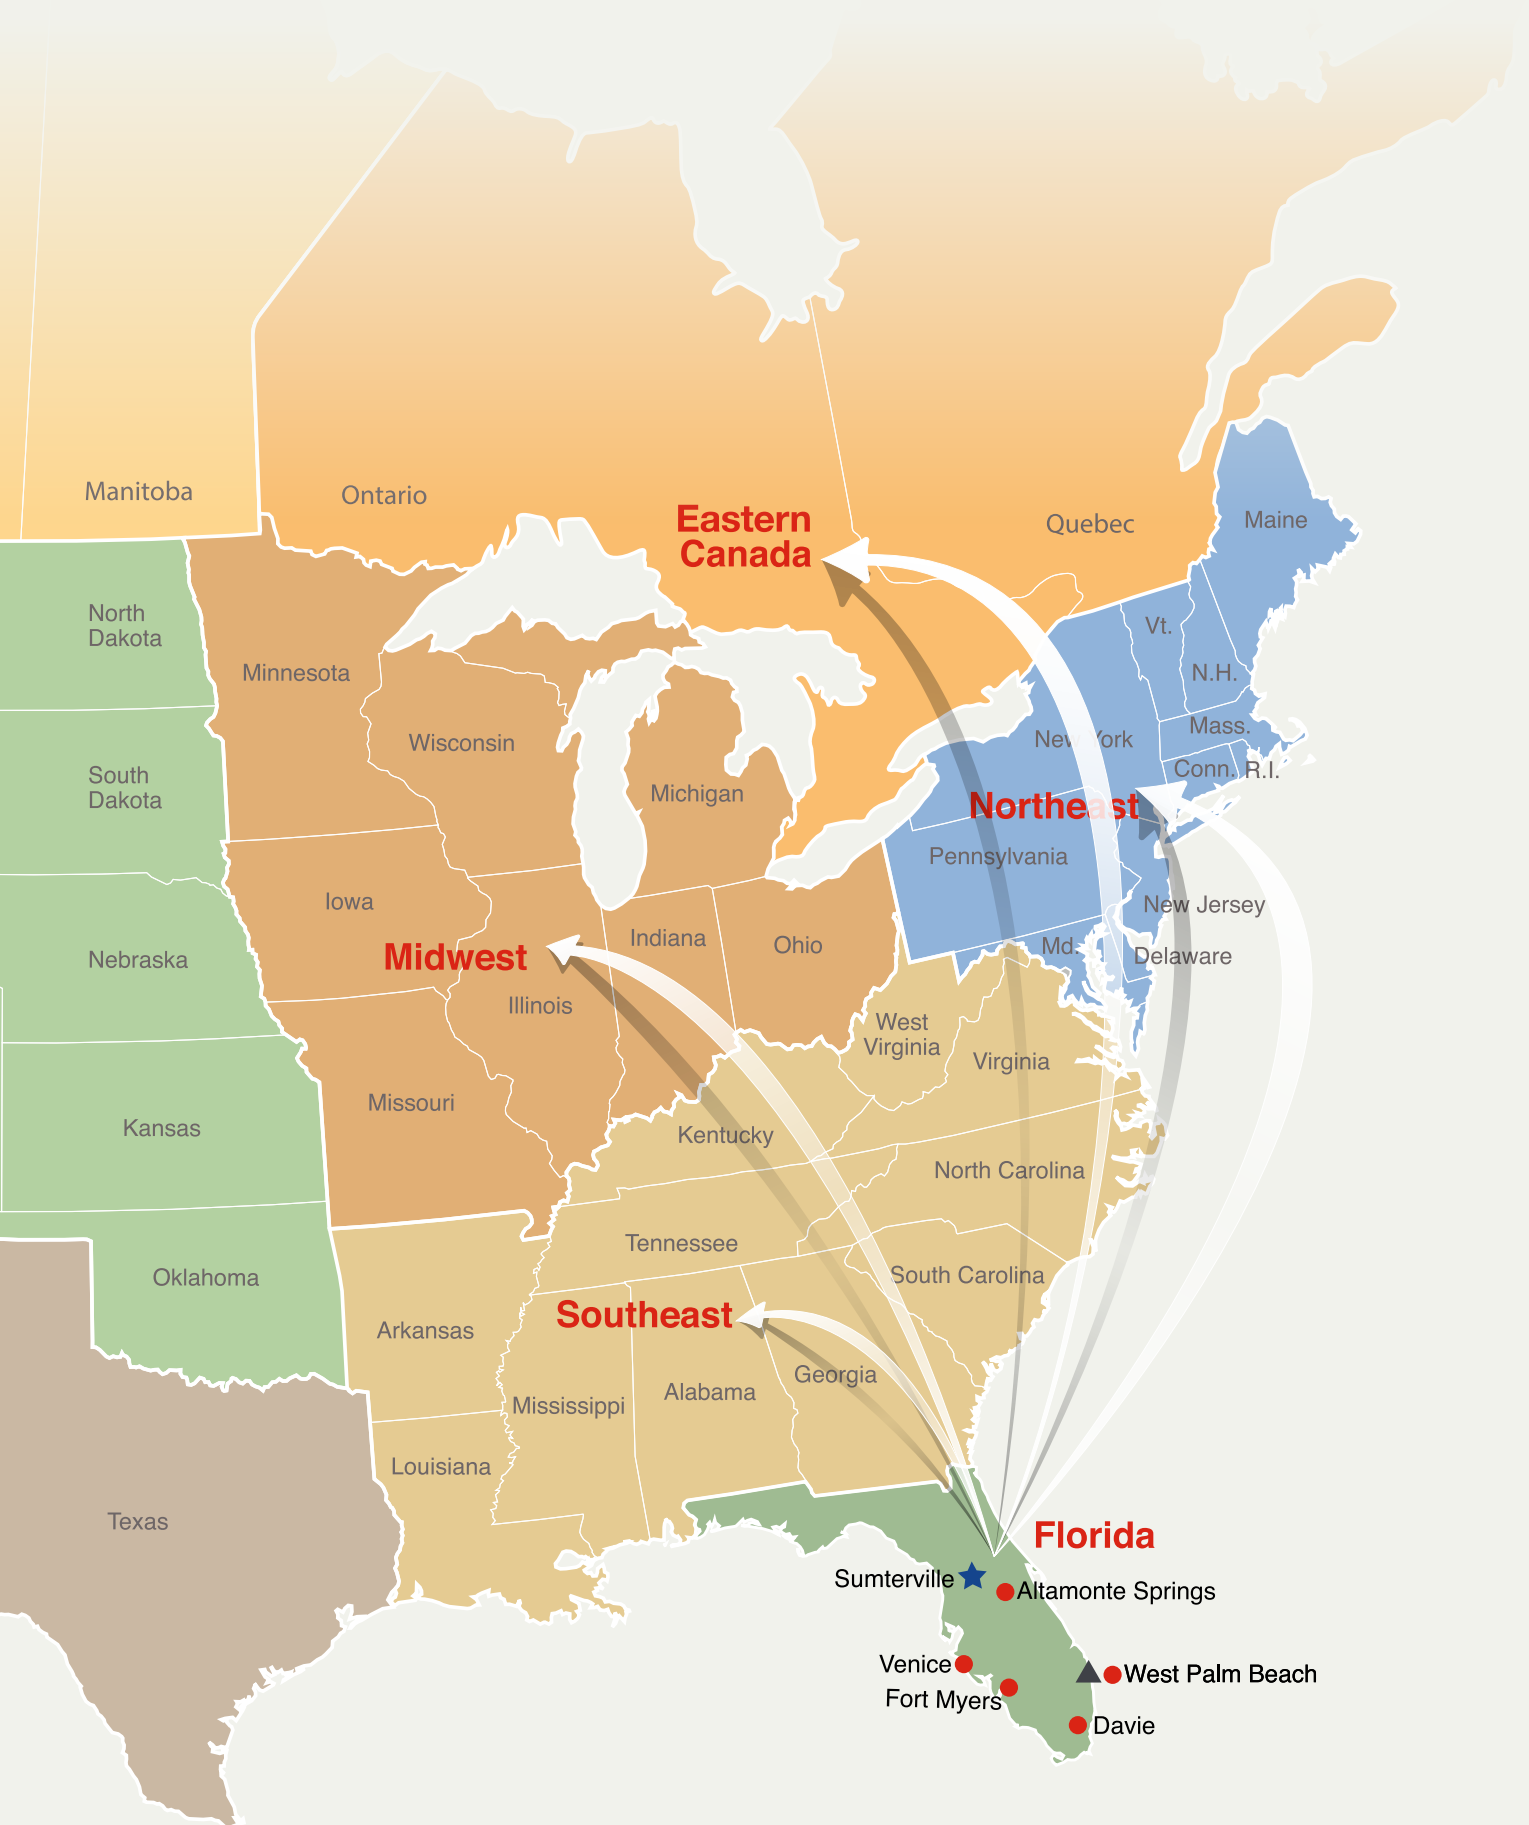 Manitoba
Ontario
Eastern
Canada
Quebec
Maine
North
Dakota
Minnesota
Vt.
N.H.
South
Dakota
Wisconsin
Michigan
New York
Mass.
Conn.
R.I.
Northeast
Pennsylvania
Nebraska
Iowa
Midwest
Illinois
Indiana
Ohio
New Jersey
Md.
Delaware
West
Virginia
Virginia
Kansas
Missouri
Kentucky
North Carolina
Oklahoma
Tennessee
South Carolina
Arkansas
Southeast
Mississippi
Alabama
Georgia
Louisiana
Texas
Florida
Sumterville
Altamonte Springs
Venice
West Palm Beach
Fort Myers
Davie